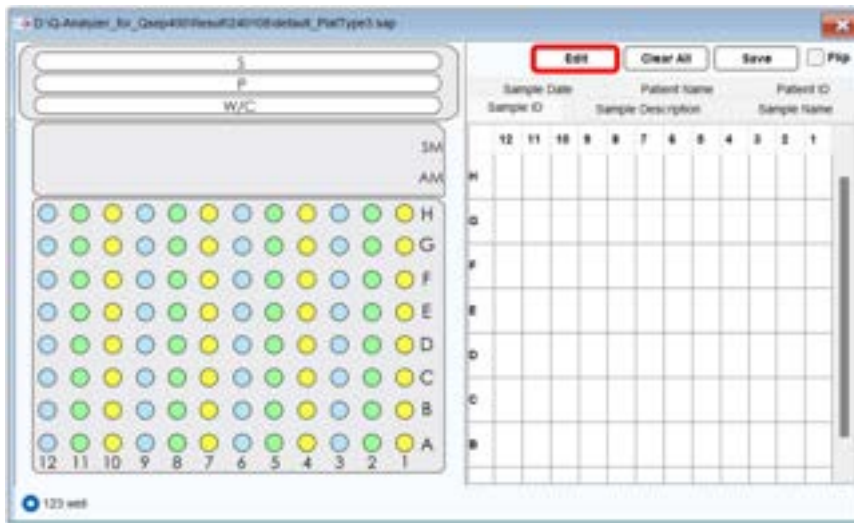 S
P
W/C
SM
AM
H
G
F
E
D
C
B
A
12 11 10 9 8 7 6 5 4 3 2 1
123 well
Edit Clear All Save Flip
Sample Date Patient Name Patient ID
Sample ID Sample Description Sample Name
12 11 10 9 8 7 6 5 4 3 2 1
H
G
F
E
D
C
B